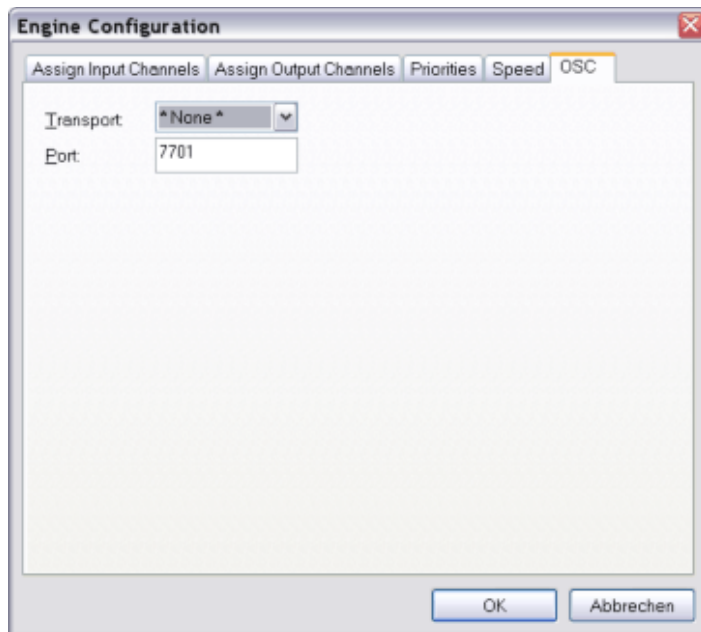 Engine Configuration
Assign Input Channels Assign Output Channels Priorities Speed OSC
Transport *None*
Port: 7701
OK Abbrechen